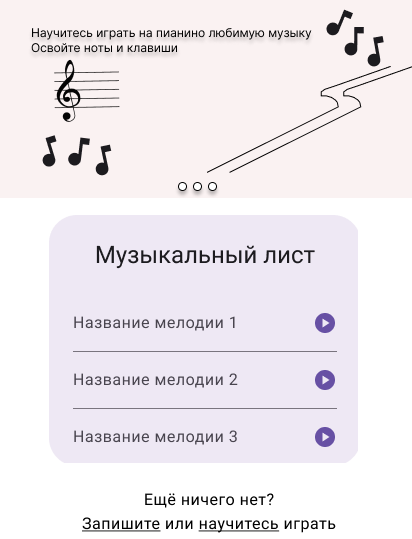 Научитесь играть на пианино любимую музыку
Освойте ноты и клавиши
Музыкальный лист
Название мелодии 1
Название мелодии 2
Название мелодии 3
Ещё ничего нет?
Запишите или научитесь играть